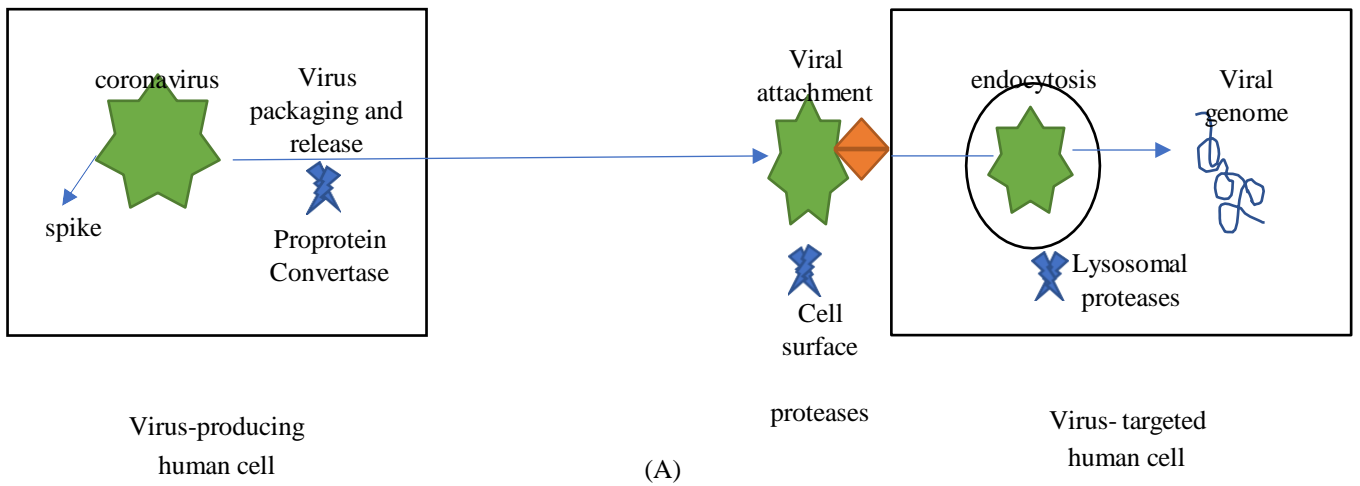 coronavirus
Virus
packaging and
release
spike
Proprotein
Convertase
Viral
attachment
Cell
surface
proteases
endocytosis
Viral
genome
Lysosomal
proteases
Virus-producing
human cell
Virus- targeted
human cell
(A)